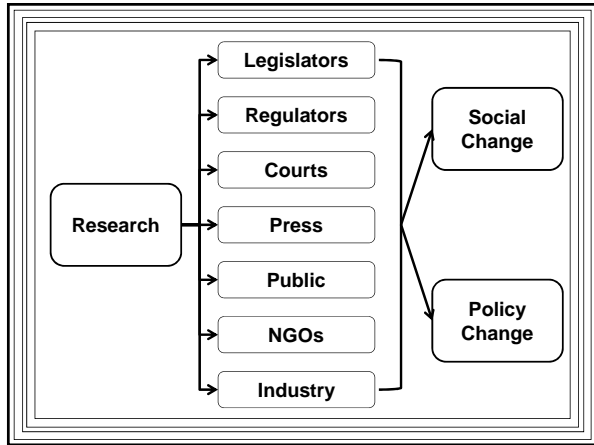 Research
Legislators
Regulators
Courts
Press
Public
NGOs
Industry
Social
Change
Policy
Change